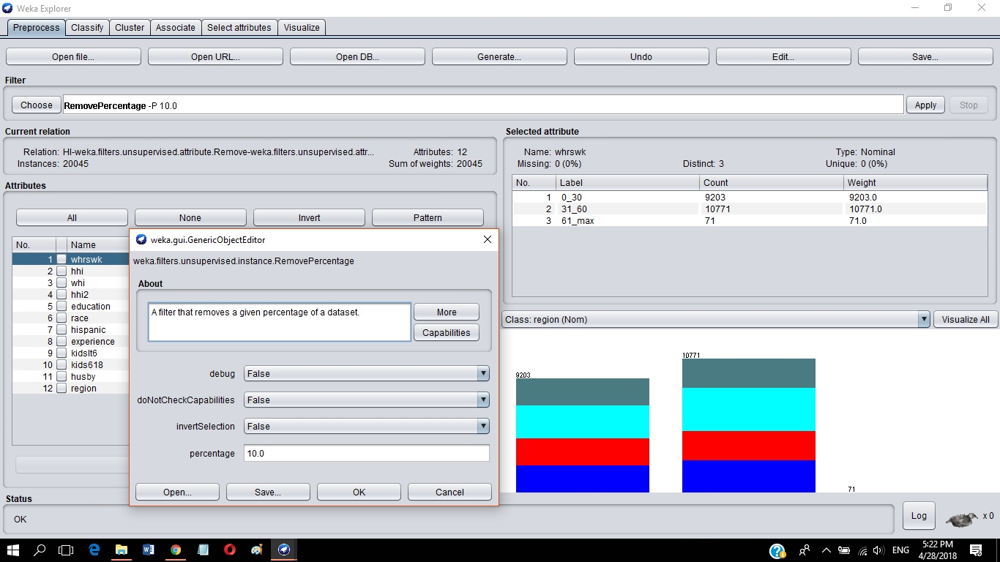 Weka Explorer
Preprocess Classify Cluster Associate Select attributes Visualize
Open file... Open URL... Open DB... Generate... Undo Edit... Save...
Filter
Choose RemovePercentage -P 10.0 Apply Stop
Current relation
Relation: HI-weka.filters.unsupervised.attribute.Remove-weka.filters.unsupervised.attr... Attributes: 12
Instances: 20045 Sum of weights: 20045
Selected attribute
Name: whrswk Type: Nominal
Missing: 0 (0%) Distinct: 3 Unique: 0 (0%)
No. Label Count Weight
1 0_30 9203 9203.0
2 31_60 10771 10771.0
3 61_max 71 71.0
Attributes
All None Invert Pattern
No. Name
1 whrswk
2 hhi
3 whi
4 hhi2
5 education
6 race
7 hispanic
8 experience
9 kidslt6
10 kids618
11 husby
12 region
weka.gui.GenericObjectEditor
weka.filters.unsupervised.instance.RemovePercentage
About
A filter that removes a given percentage of a dataset.
More
Capabilities
debug False
doNotCheckCapabilities False
invertSelection False
percentage 10.0
Open... Save... OK Cancel
Class: region (Nom) Visualize All
9203
10771
71
Status
OK
Log x 0
ENG
5:22 PM
4/28/2018